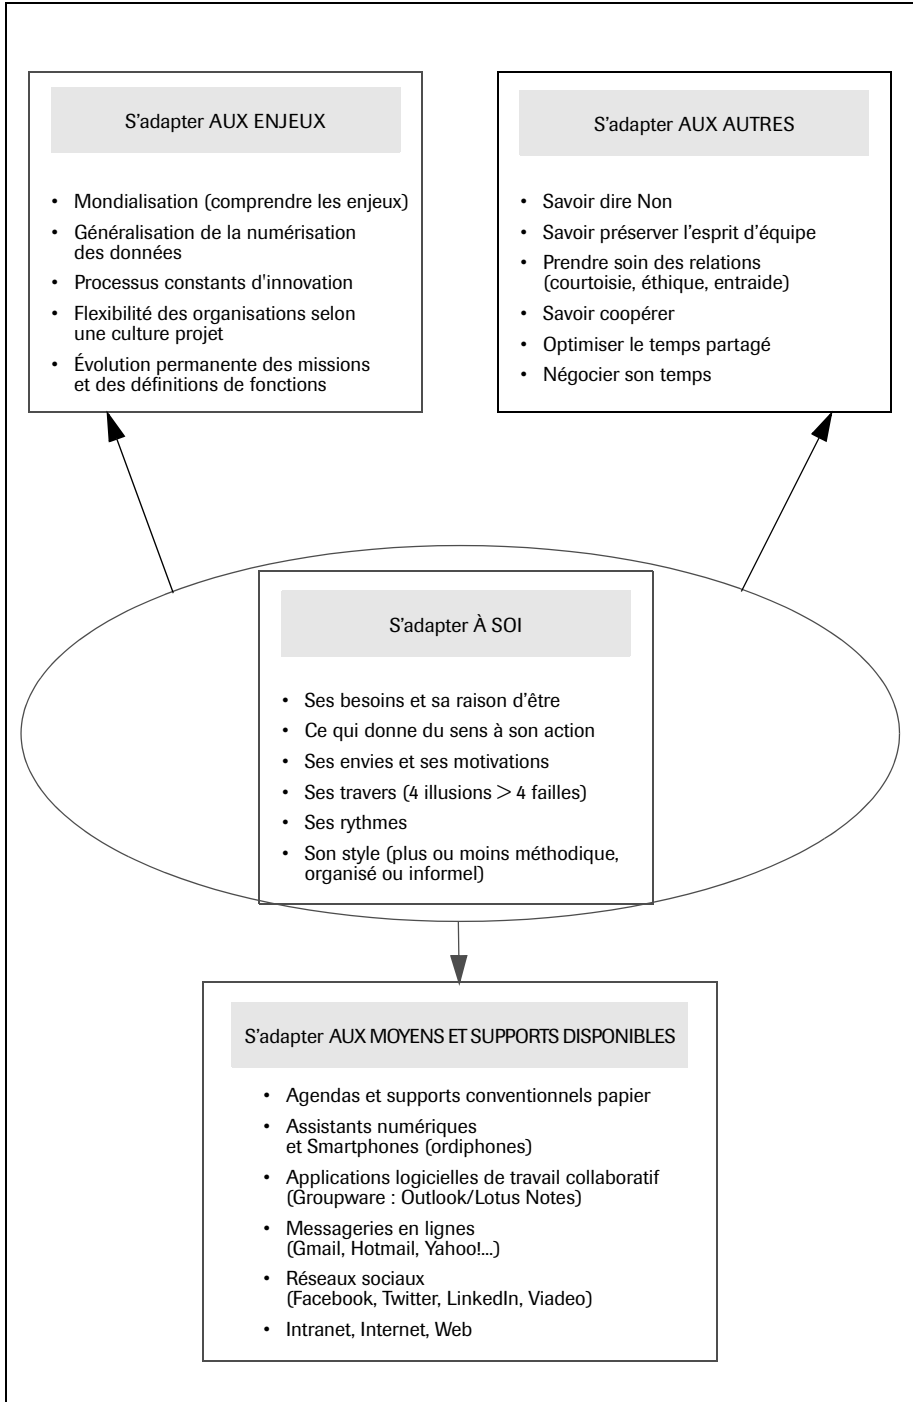 S’adapter AUX ENJEUX
• Mondialisation (comprendre les enjeux)
• Généralisation de la numérisation
des données
• Processus constants d'innovation
• Flexibilité des organisations selon
une culture projet
• Évolution permanente des missions
et des définitions de fonctions
S’adapter AUX AUTRES
• Savoir dire Non
• Savoir préserver l’esprit d’équipe
• Prendre soin des relations
(courtoisie, éthique, entraide)
• Savoir coopérer
• Optimiser le temps partagé
• Négocier son temps
S’adapter À SOI
• Ses besoins et sa raison d’être
• Ce qui donne du sens à son action
• Ses envies et ses motivations
• Ses travers (4 illusions > 4 failles)
• Ses rythmes
• Son style (plus ou moins méthodique,
organisé ou informel)
S’adapter AUX MOYENS ET SUPPORTS DISPONIBLES
• Agendas et supports conventionnels papier
• Assistants numériques
et Smartphones (ordiphones)
• Applications logicielles de travail collaboratif
(Groupware : Outlook/Lotus Notes)
• Messageries en lignes
(Gmail, Hotmail, Yahoo!...)
• Réseaux sociaux
(Facebook, Twitter, LinkedIn, Viadeo)
• Intranet, Internet, Web